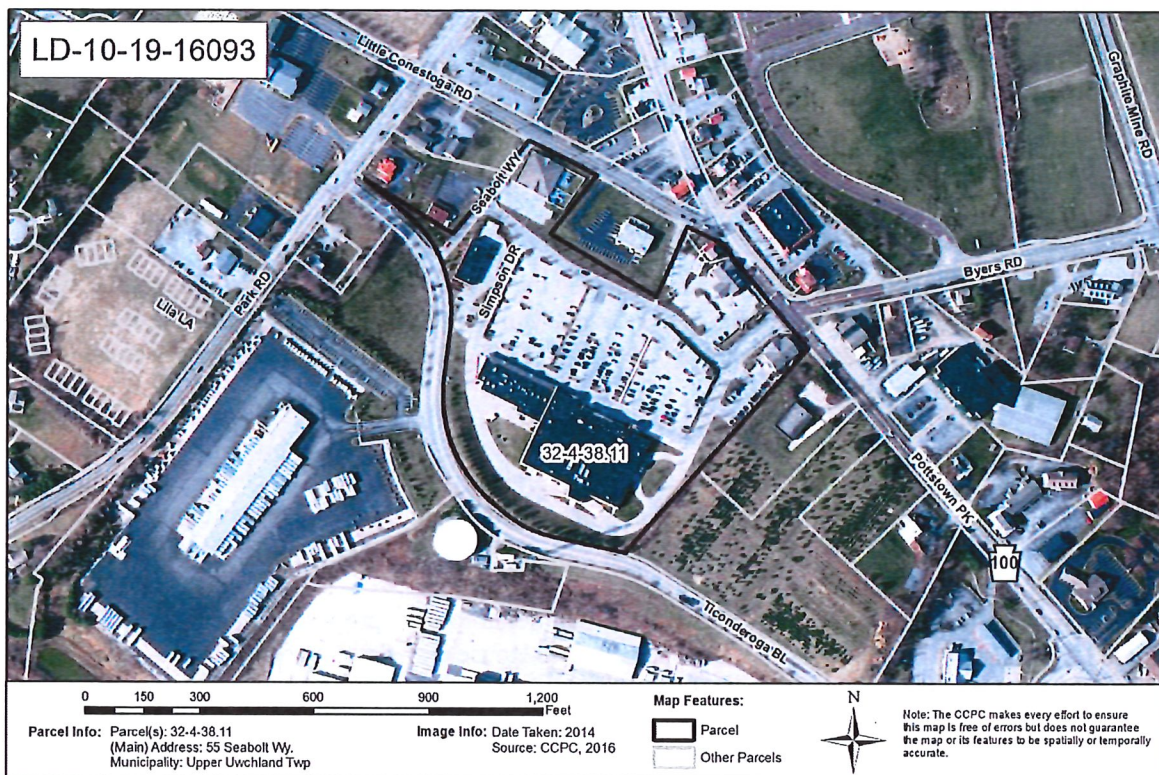 LD-10-19-16093
Little Conestoga RD
Graphite Mine RD
Seabolt WY
Simpson DR
Byers RD
Park RD
Lila LA
32-4-38.11
Pottstown PK
100
Ticonderoga BL
0 150 300 600 900 1,200
Feet
Parcel Info: Parcel(s): 32-4-38.11
(Main) Address: 55 Seabolt Wy.
Municipality: Upper Uwchland Twp
Image Info: Date Taken: 2014
Source: CCPC, 2016
Map Features:
Parcel
Other Parcels
N
Note: The CCPC makes every effort to ensure
this map is free of errors but does not guarantee
the map or its features to be spatially or temporally
accurate.